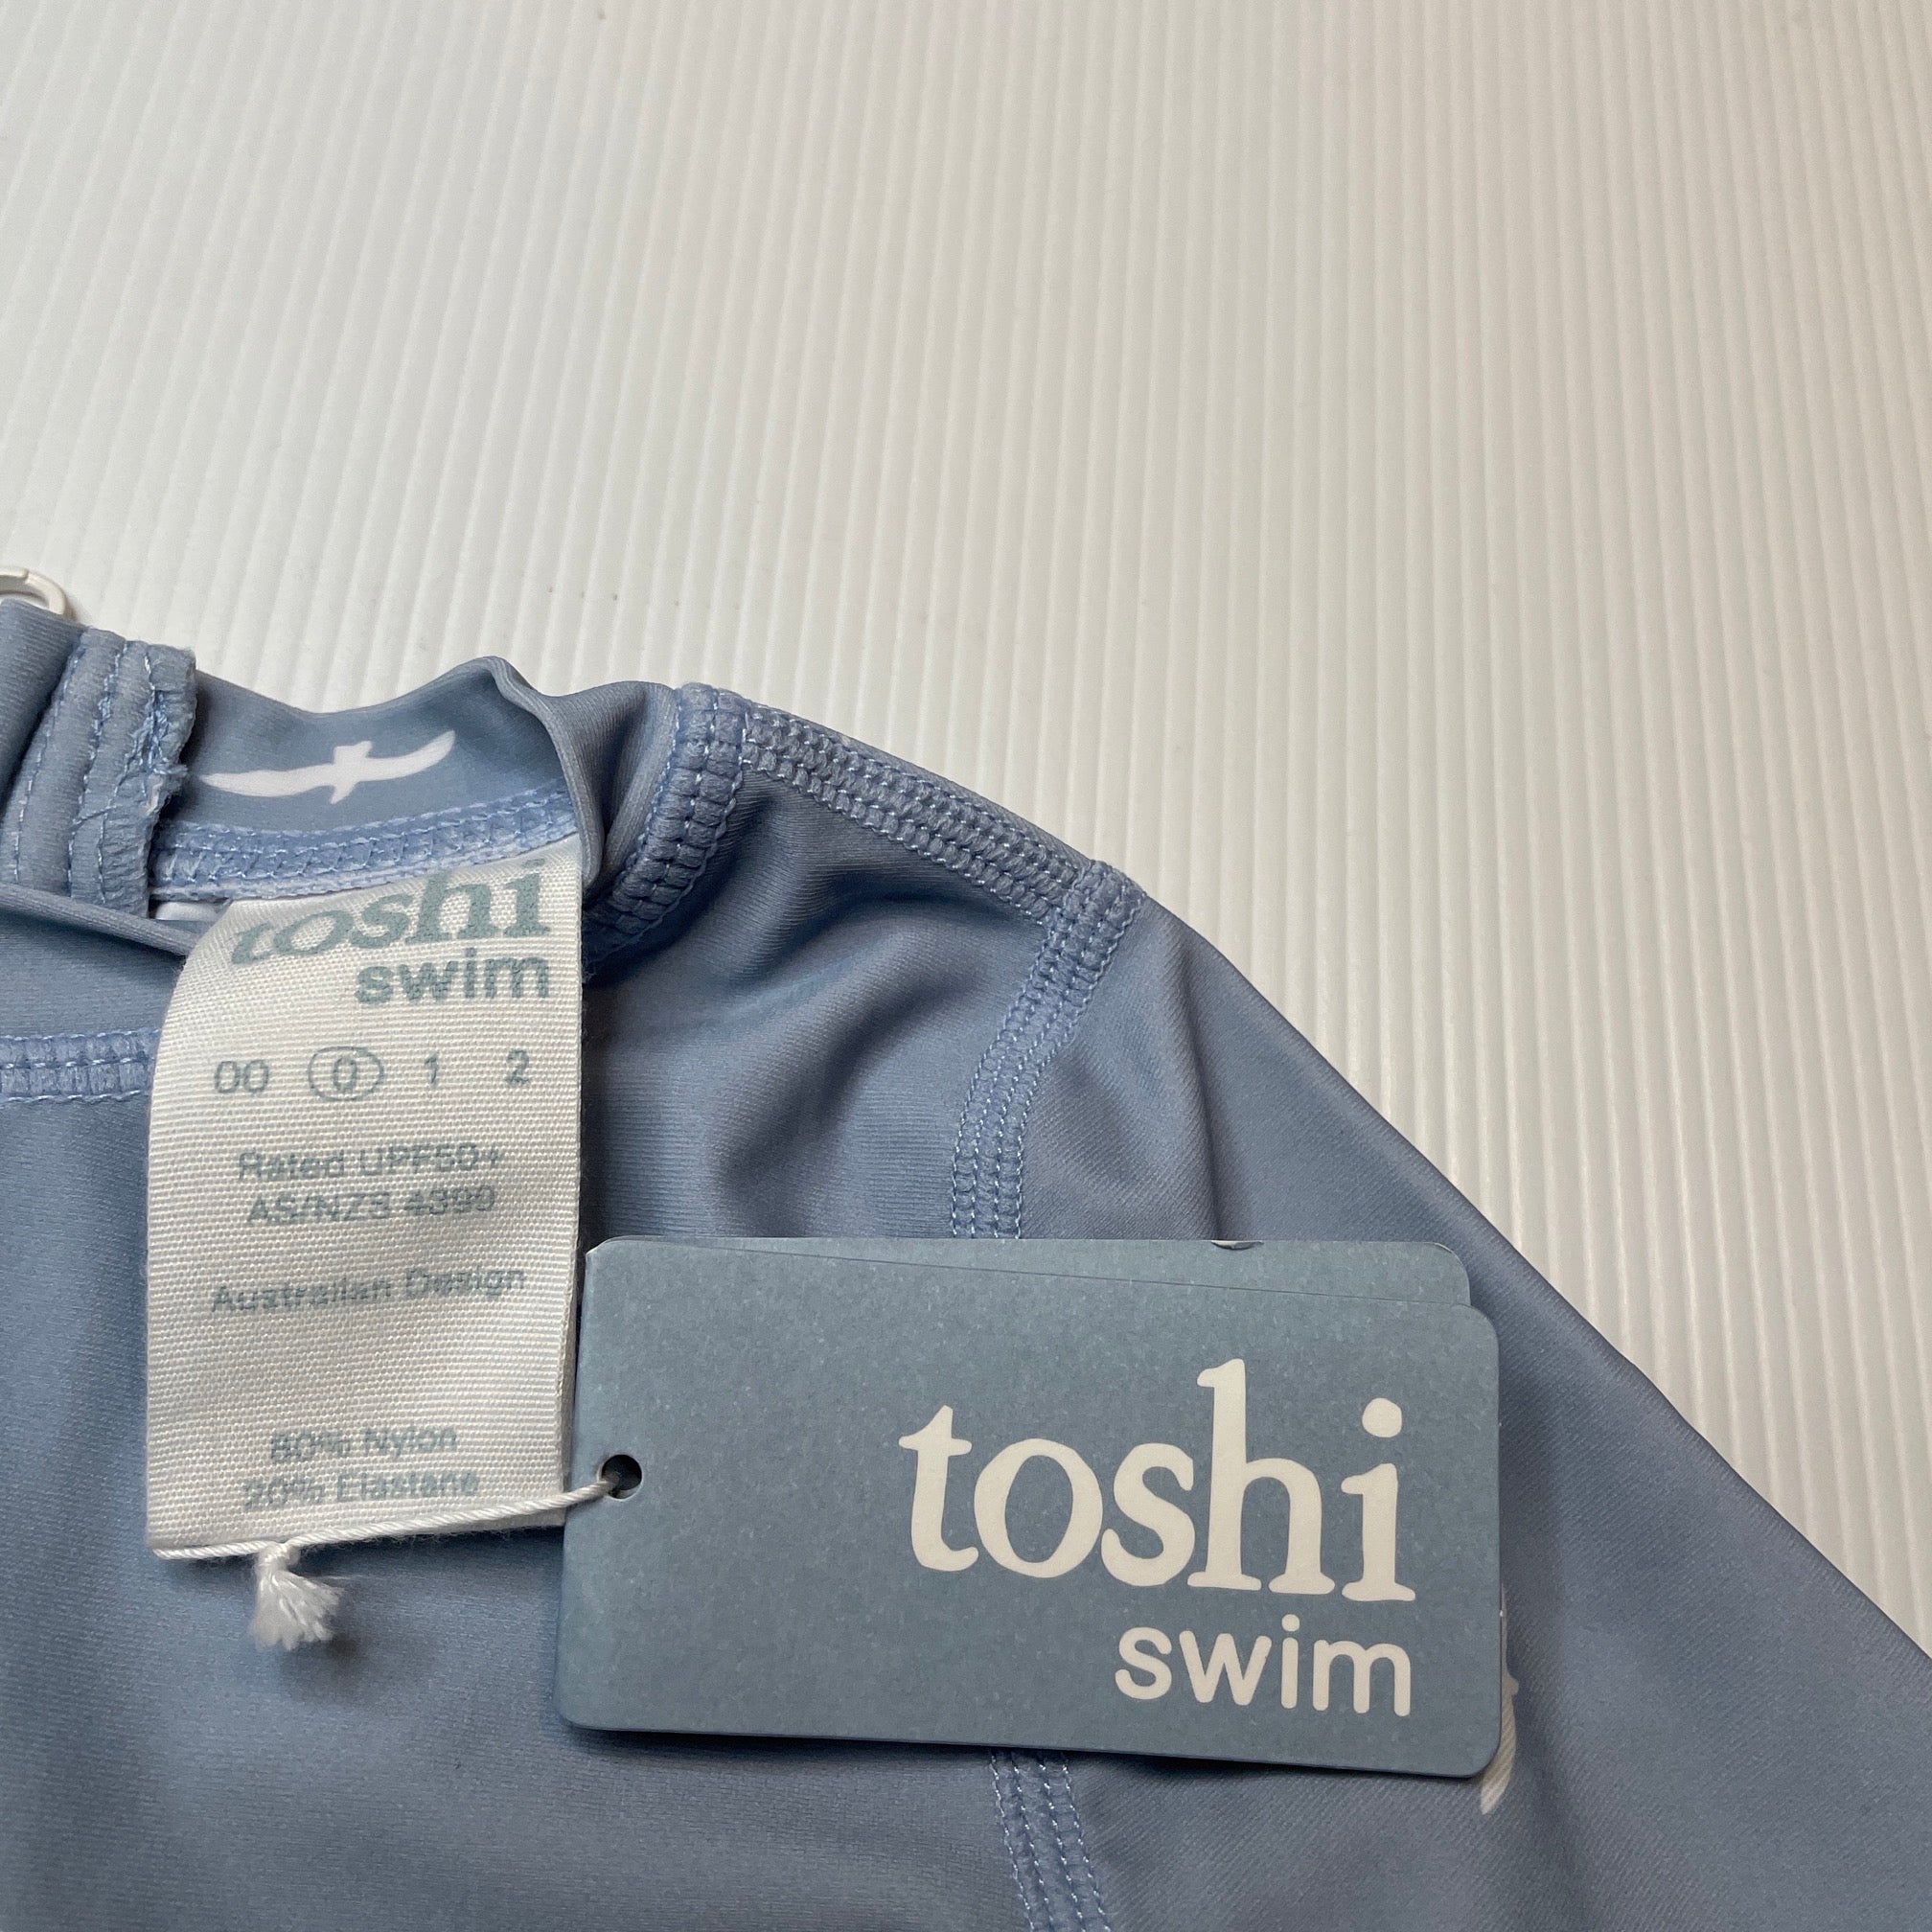 toshi
swim
00 0 1 2
Rated UPF50+
AS/NZS 4399
Australian Design
80% Nylon
20% Elastane
toshi
swim